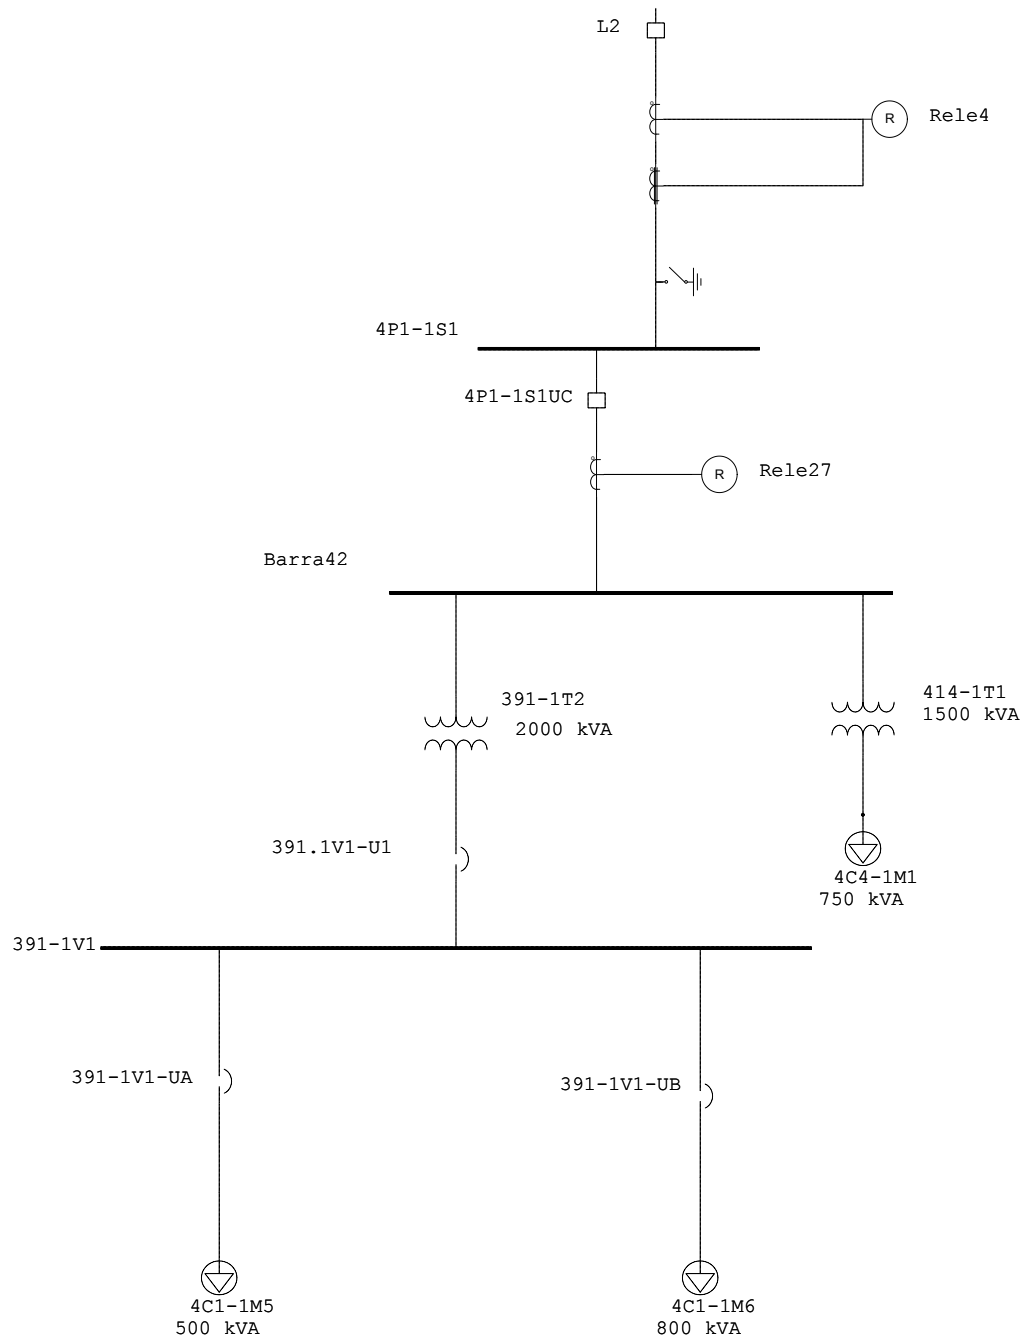 L2
R
Rele4
4P1-1S1
4P1-1S1UC
R
Rele27
Barra42
391-1T2
2000 kVA
414-1T1
1500 kVA
391.1V1-U1
4C4-1M1
750 kVA
391-1V1
391-1V1-UA
391-1V1-UB
4C1-1M5
500 kVA
4C1-1M6
800 kVA